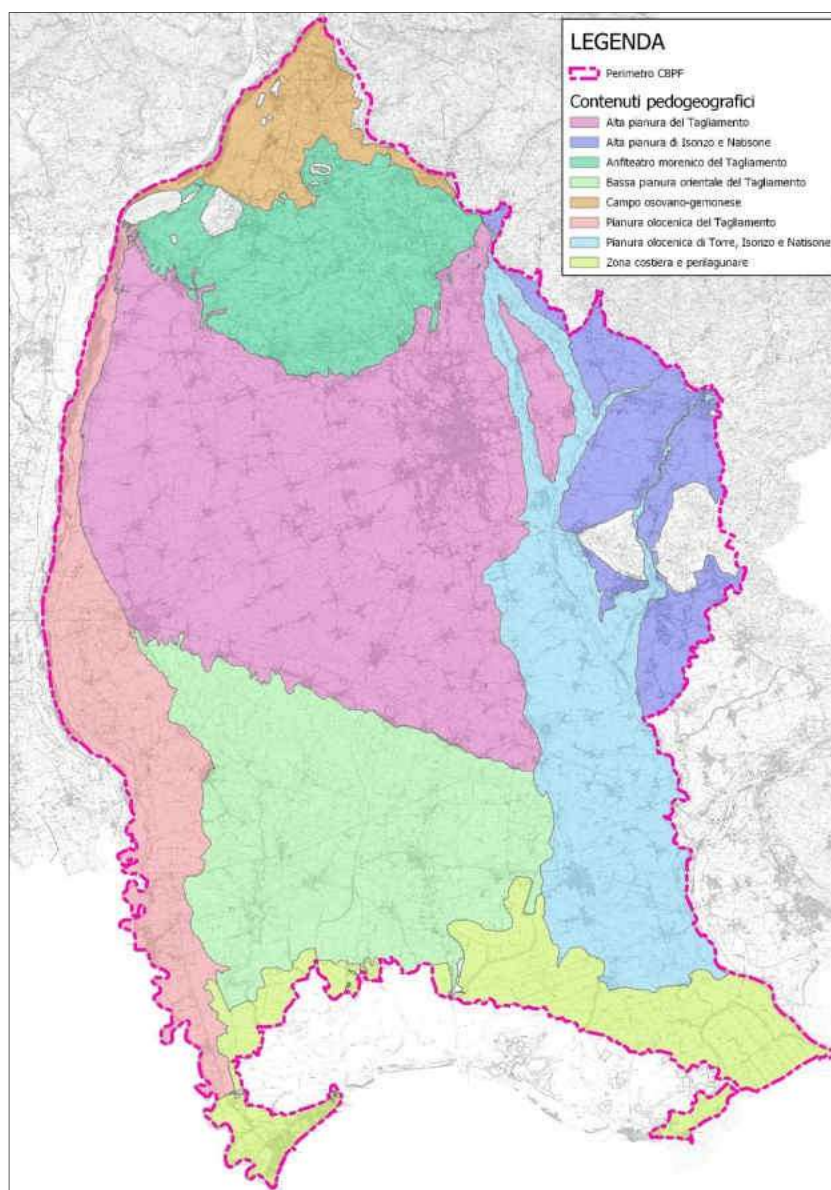 LEGENDA
Perimetro CBPF
Contenuti pedogeografici
Alta pianura del Tagliamento
Alta pianura di Isonzo e Natisone
Anfiteatro morenico del Tagliamento
Bassa pianura orientale del Tagliamento
Campo osovano-gemonese
Pianura olocenica del Tagliamento
Pianura olocenica di Torre, Isonzo e Natisone
Zona costiera e perilagunare